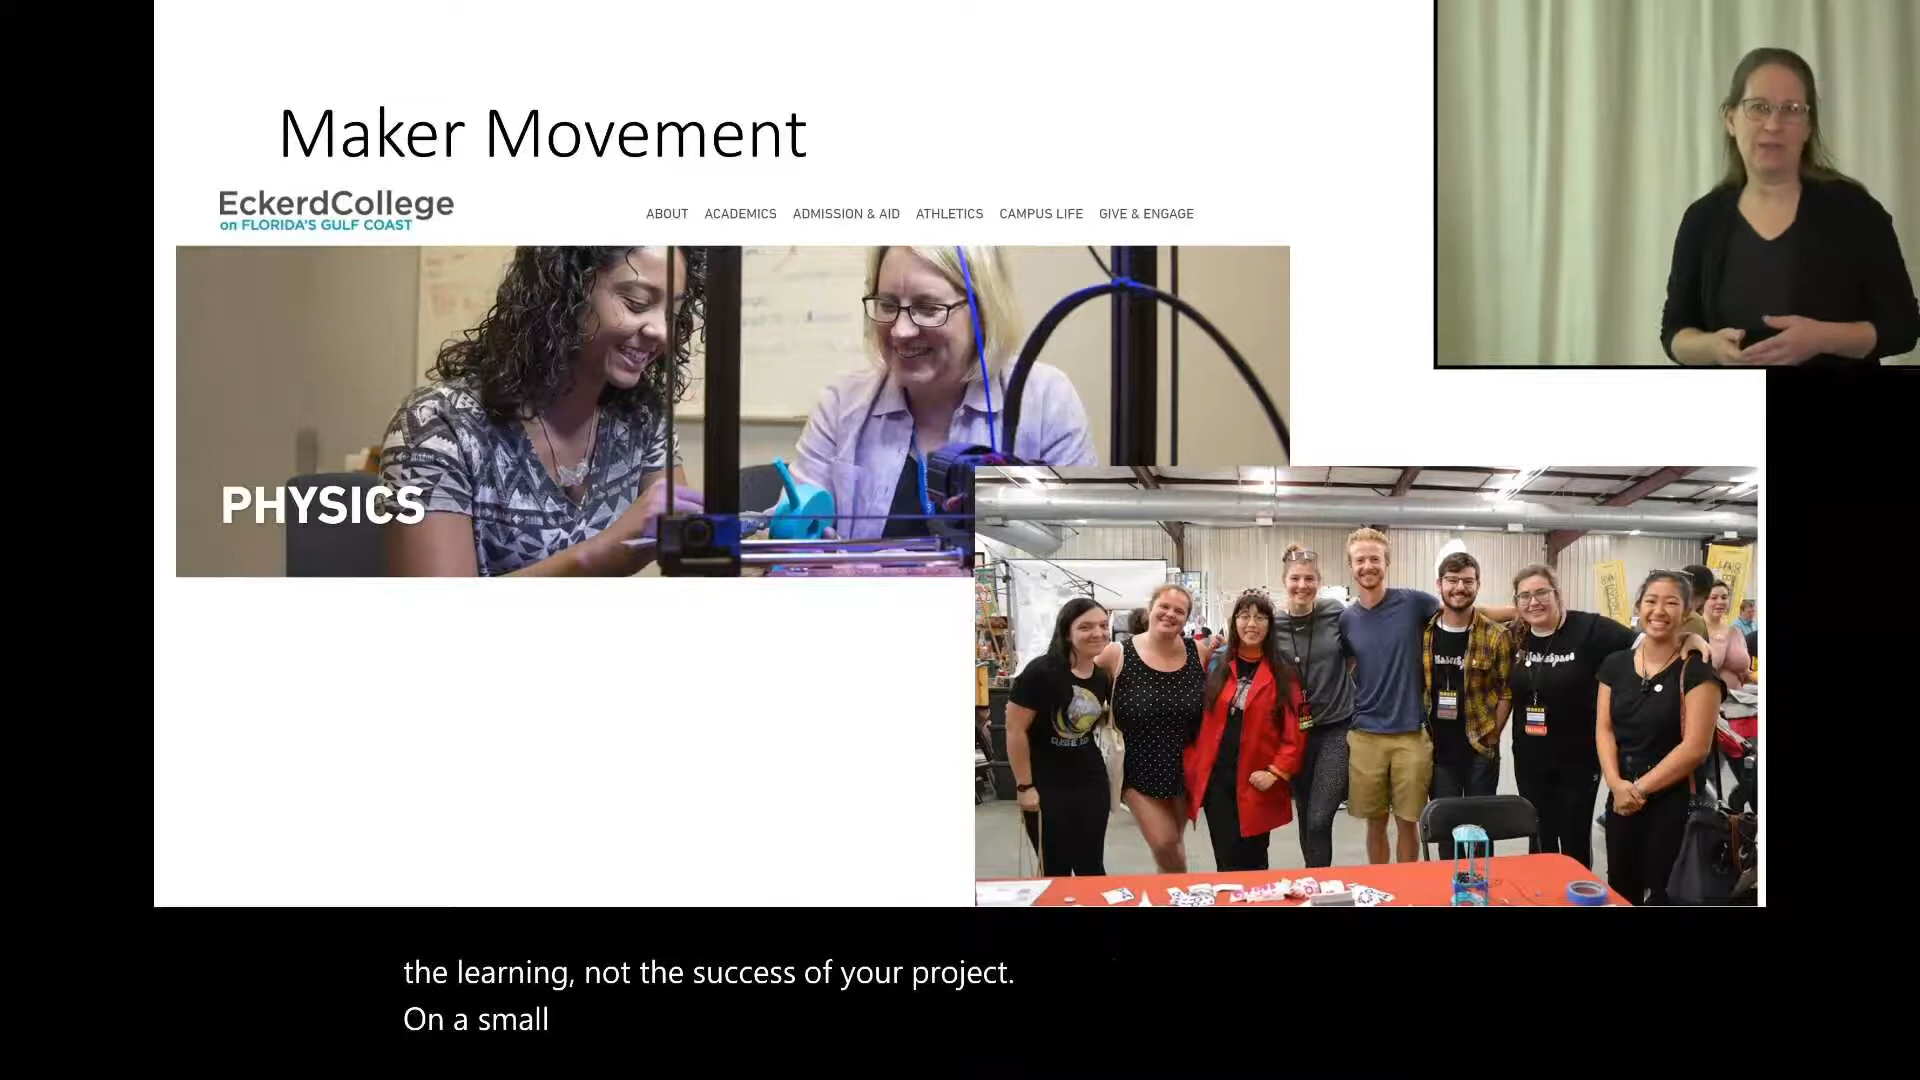 Maker Movement
EckerdCollege
on FLORIDA'S GULF COAST
ABOUT ACADEMICS ADMISSION & AID ATHLETICS CAMPUS LIFE GIVE & ENGAGE
PHYSICS
the learning, not the success of your project.
On a small